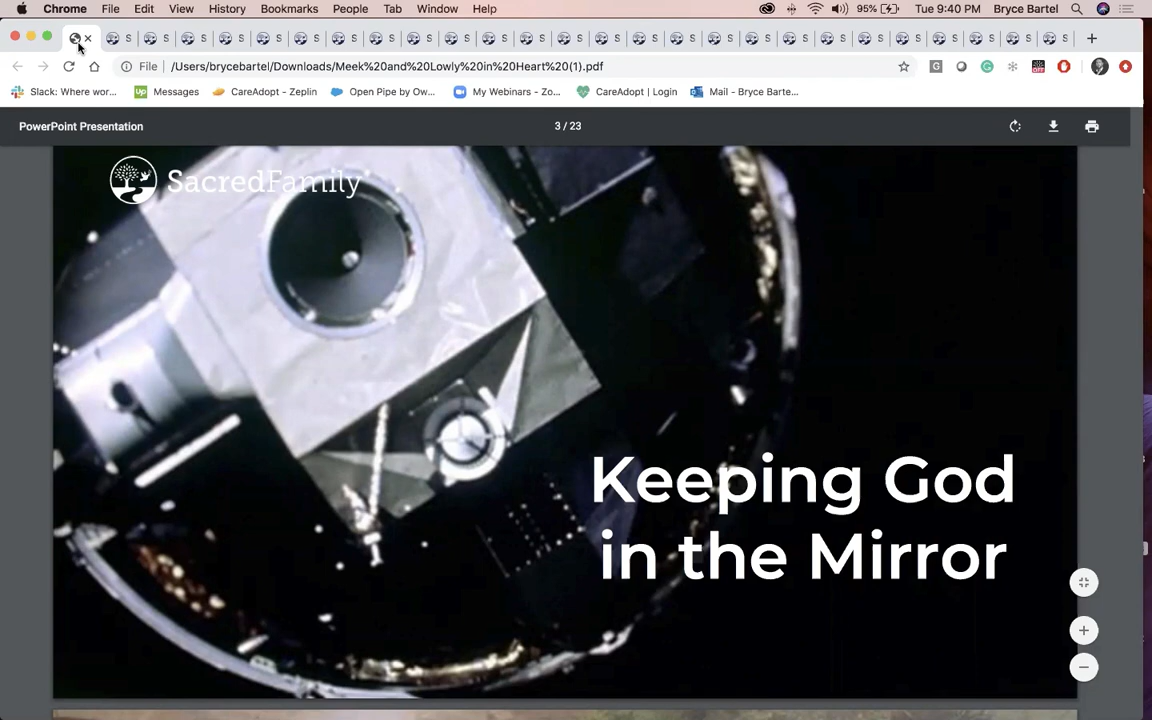 Chrome File Edit View History Bookmarks People Tab Window Help 95% Tue 9:40 PM Bryce Bartel
S S S S S S S S S S S S S S S S S S S S S S S S S S
File /Users/brycebartel/Downloads/Meek%20and%20Lowly%20in%20Heart%20(1).pdf
Slack: Where wor... Up Messages CareAdopt – Zeplin Open Pipe by Ow... My Webinars - Zo... CareAdopt | Login Mail - Bryce Barte...
PowerPoint Presentation 3 / 23
SacredFamily
Keeping God
in the Mirror